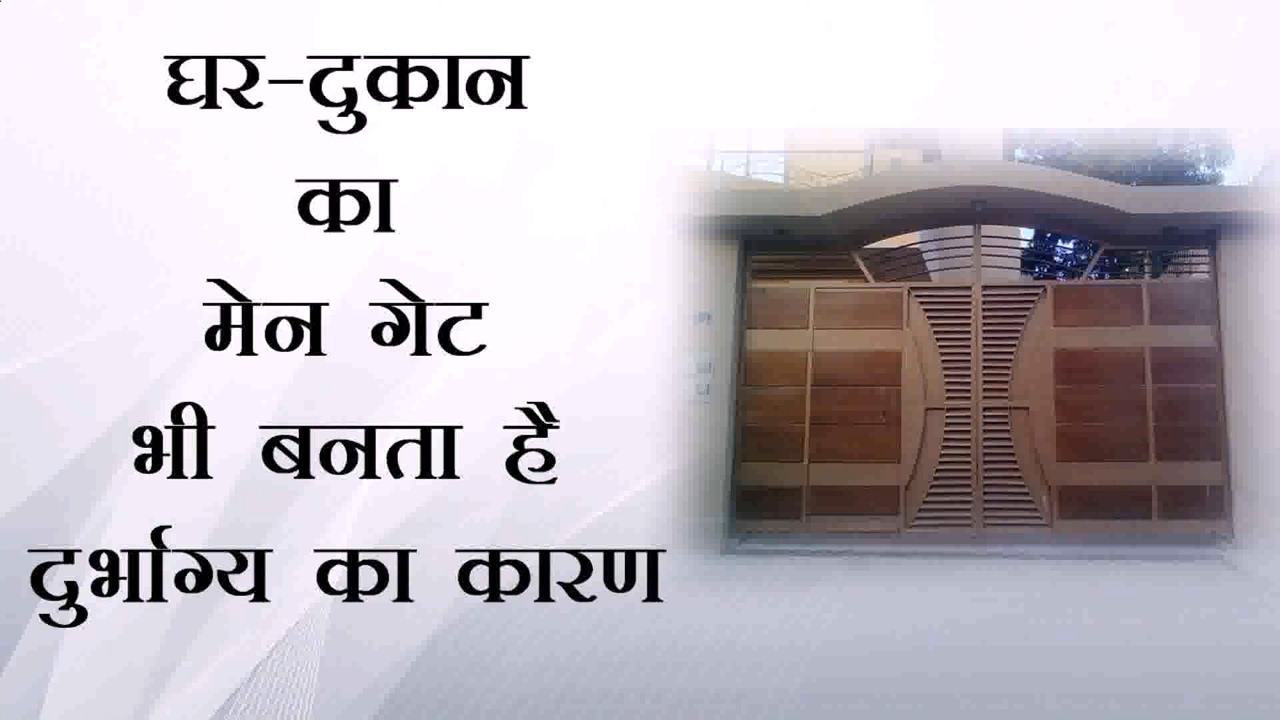 घर-दुकान
का
मेन गेट
भी बनता है
दुर्भाग्य का कारण